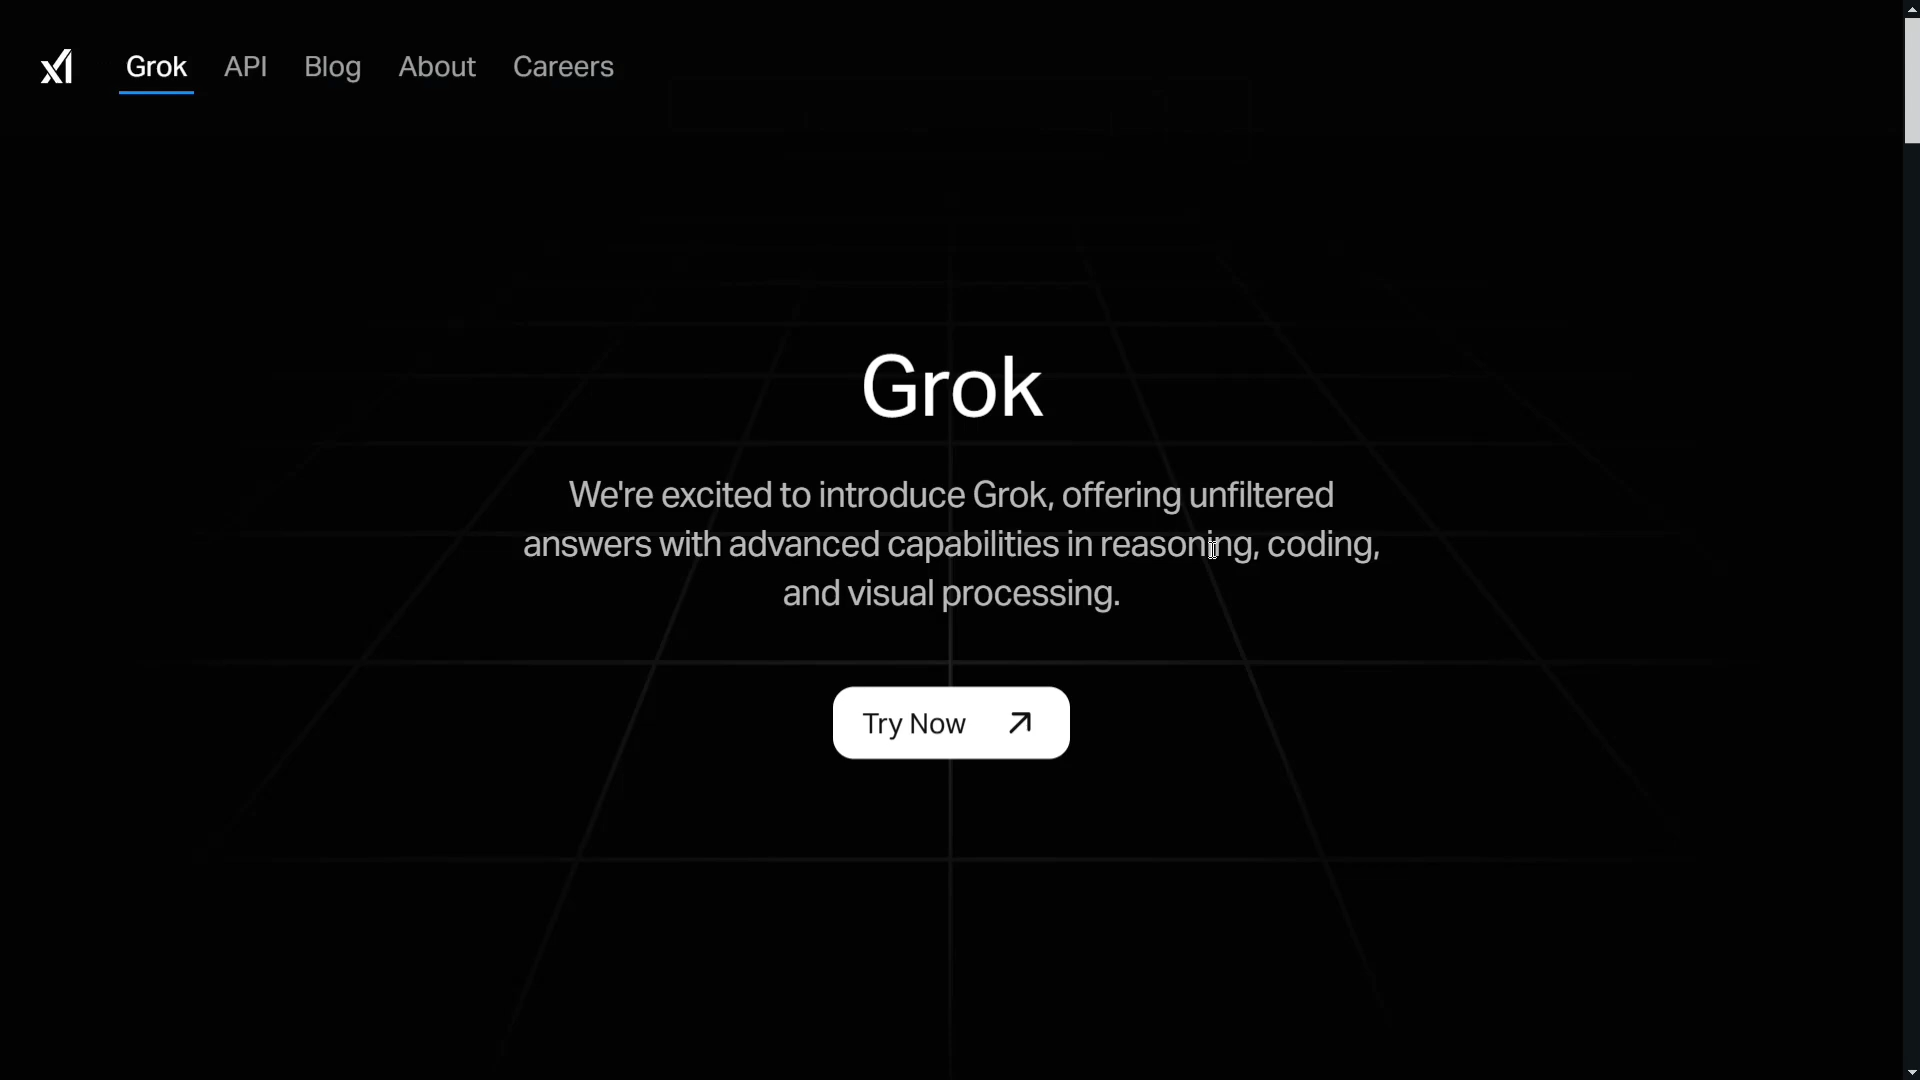 xI Grok API Blog About Careers
Grok
We're excited to introduce Grok, offering unfiltered
answers with advanced capabilities in reasoning, coding,
and visual processing.
Try Now